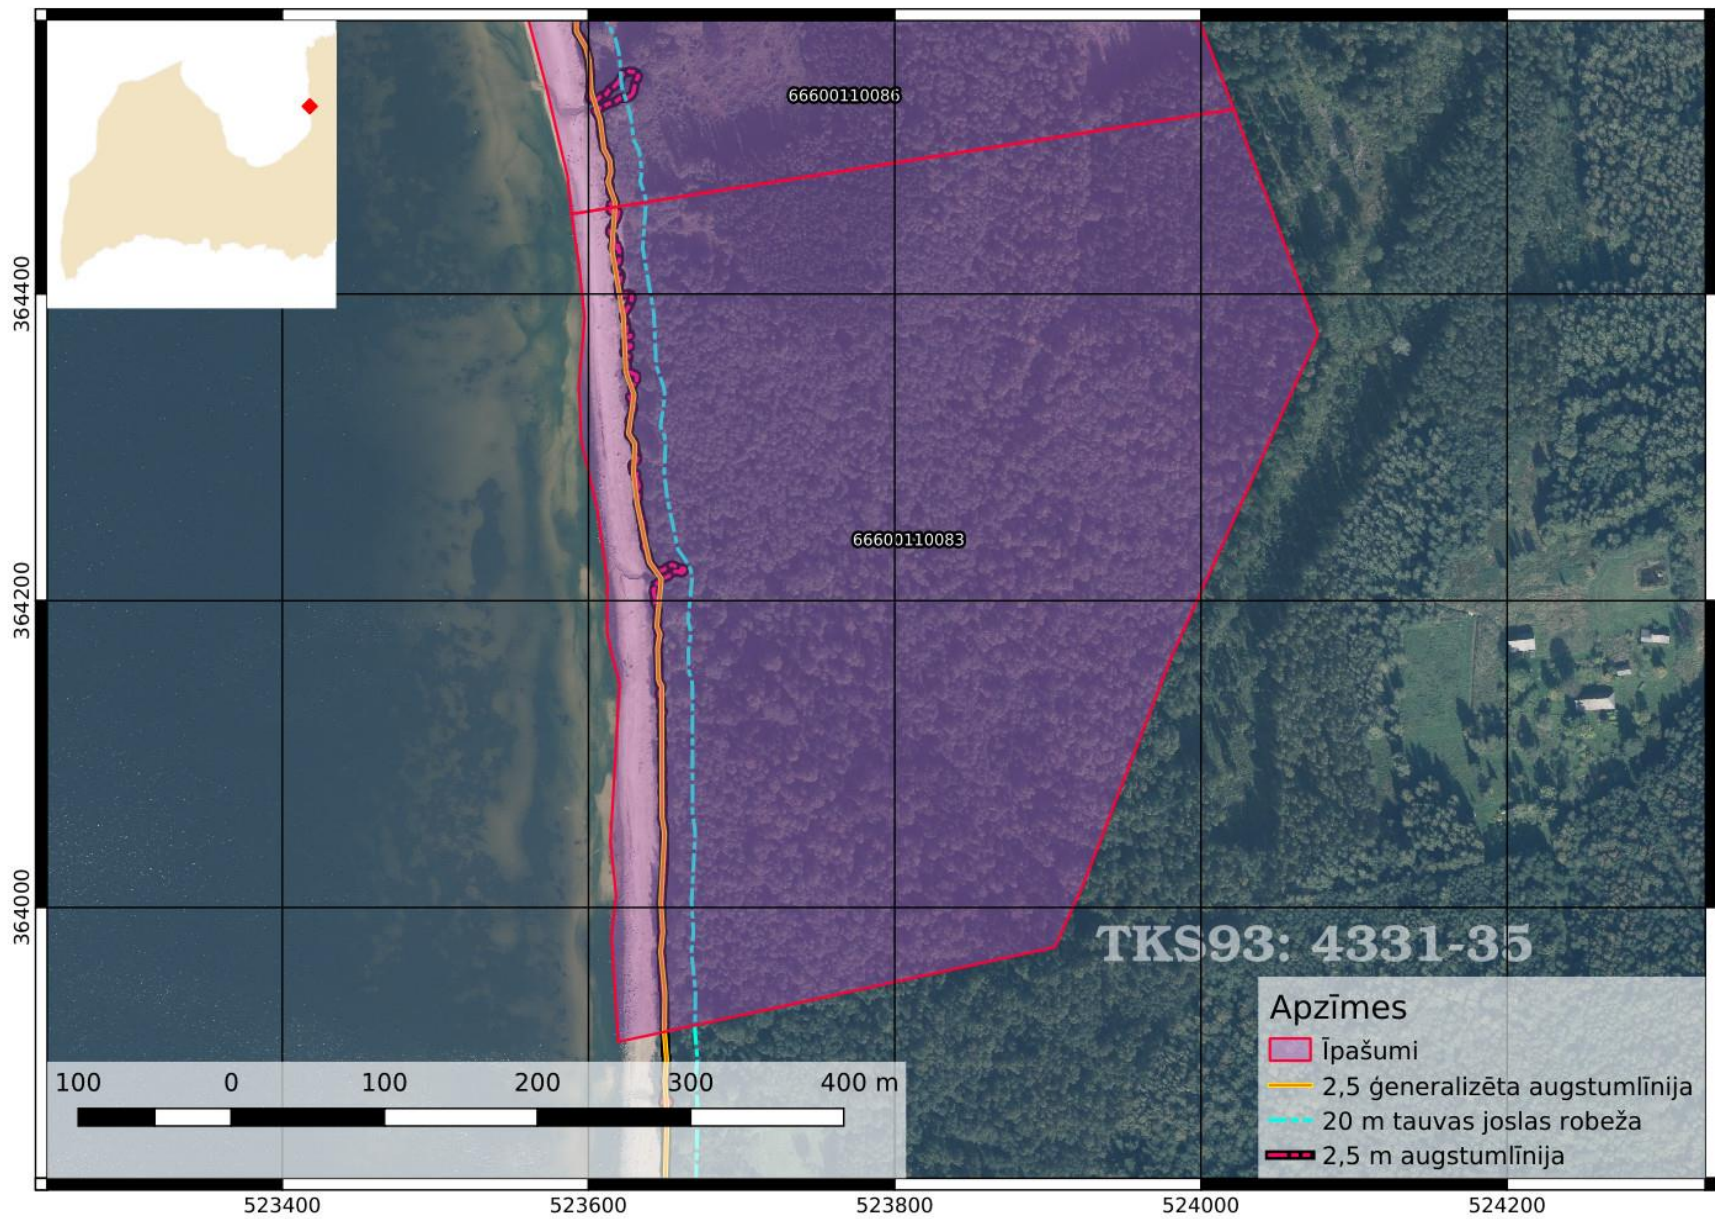 66600110086
364400
66600110083
364200
364000
TKS93: 4331-35
Apzīmes
Īpašumi
2,5 ģeneralizēta augstumlīnija
20 m tauvas joslas robeža
2,5 m augstumlīnija
100 0 100 200 300 400 m
523400 523600 523800 524000 524200